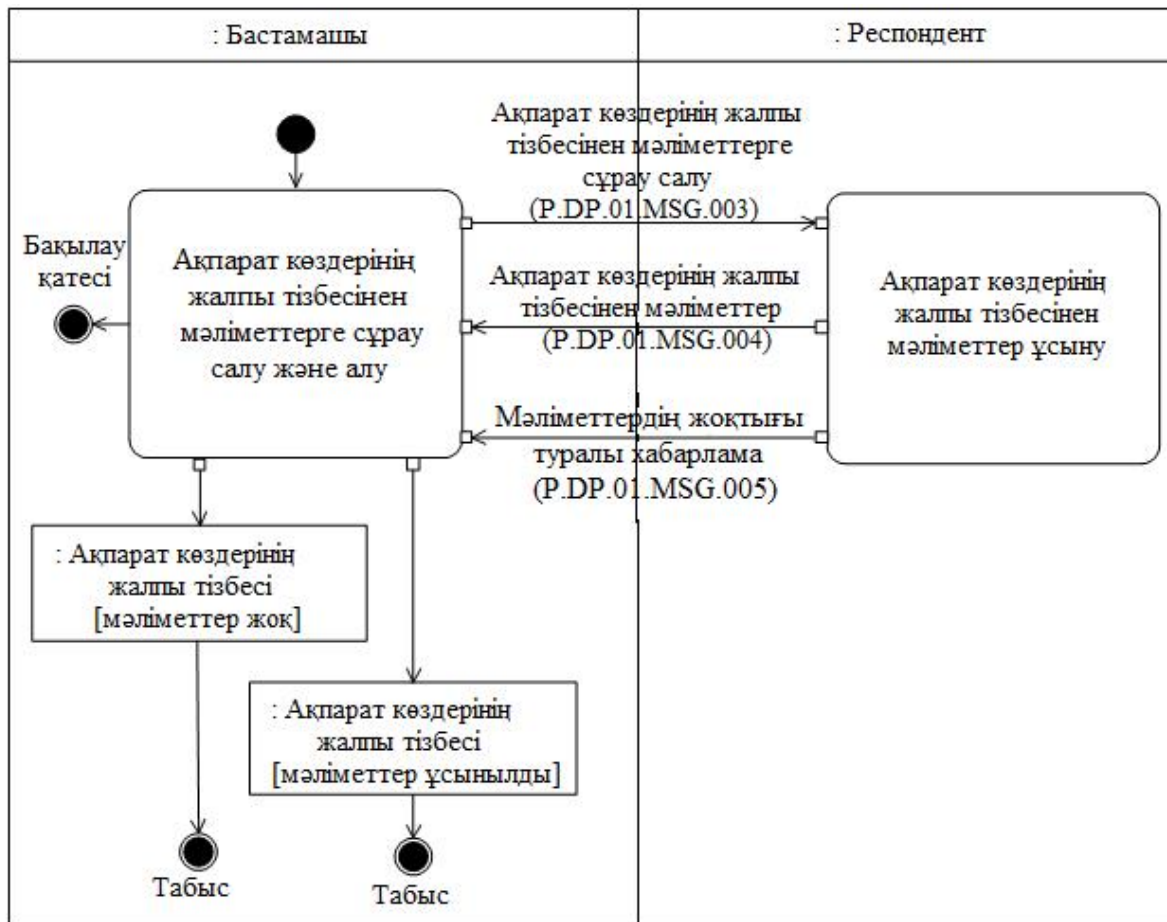 : Бастамашы
: Респондент
Ақпарат көздерінің жалпы
тізбесінен мәліметтерге
сұрау салу
(P.DP.01.MSG.003)
Бақылау
қатесі
Ақпарат көздерінің
жалпы тізбесінен
мәліметтерге сұрау
салу және алу
Ақпарат көздерінің жалпы
тізбесінен мәліметтер
(P.DP.01.MSG.004)
Ақпарат көздерінің
жалпы тізбесінен
мәліметтер ұсыну
Мәліметтердің жоқтығы
туралы хабарлама
(P.DP.01.MSG.005)
: Ақпарат көздерінің
жалпы тізбесі
[мәліметтер жоқ]
: Ақпарат көздерінің
жалпы тізбесі
[мәліметтер ұсынылды]
Табыс
Табыс